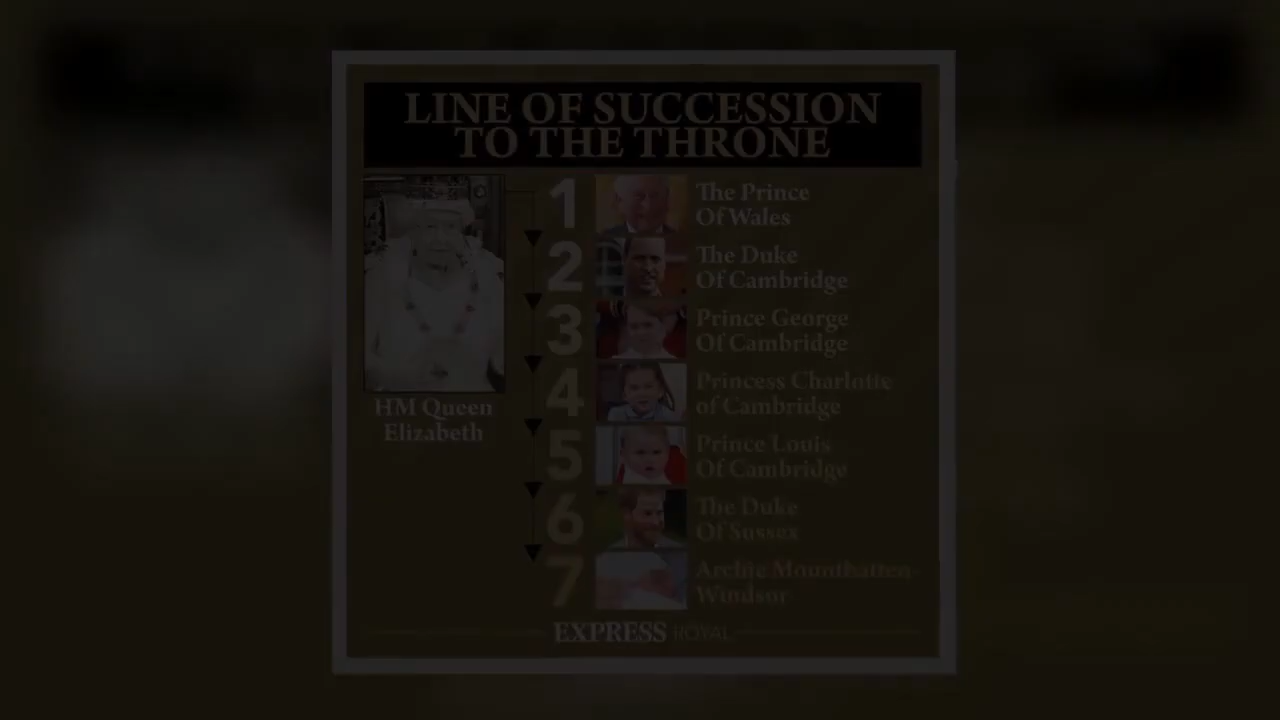 LINE OF SUCCESSION
TO THE THRONE
HM Queen
Elizabeth
1
The Prince
Of Wales
2
The Duke
Of Cambridge
3
Prince George
Of Cambridge
4
Princess Charlotte
of Cambridge
5
Prince Louis
Of Cambridge
6
The Duke
Of Sussex
7
Archie Mountbatten-
Windsor
EXPRESS ROYAL